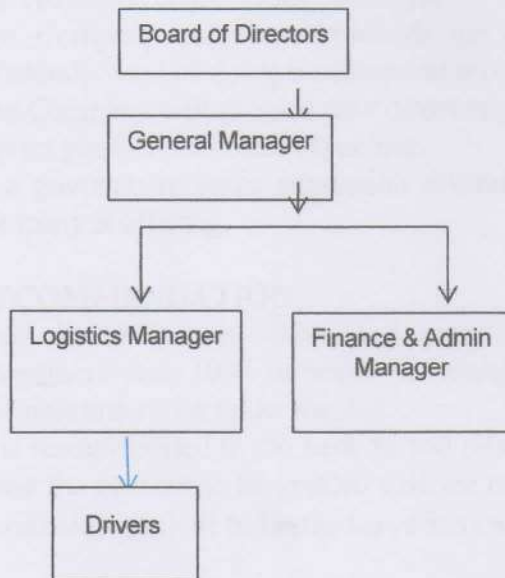 Board of Directors
General Manager
Logistics Manager
Finance & Admin
Manager
Drivers